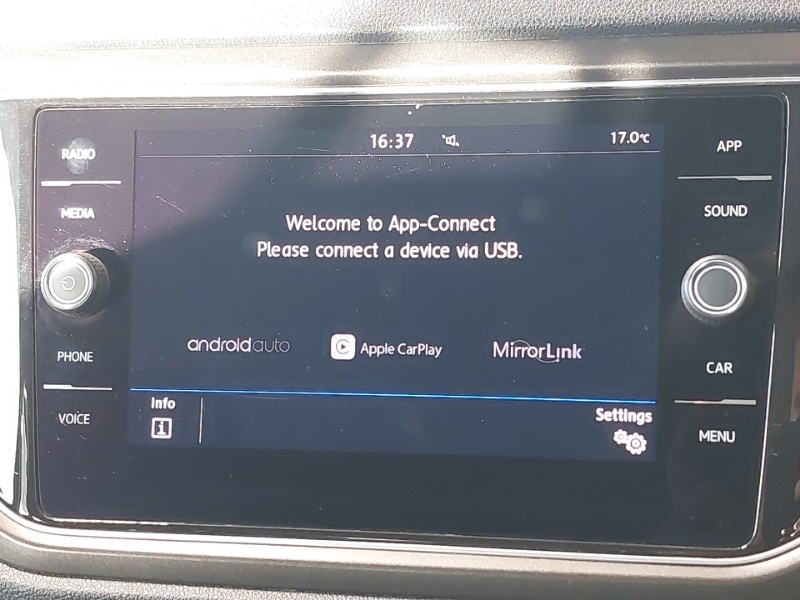 RADIO
MEDIA
PHONE
VOICE
16:37
17.0°C
Welcome to App-Connect
Please connect a device via USB.
androidauto
Apple CarPlay
MirrorLink
Info
i
Settings
APP
SOUND
CAR
MENU